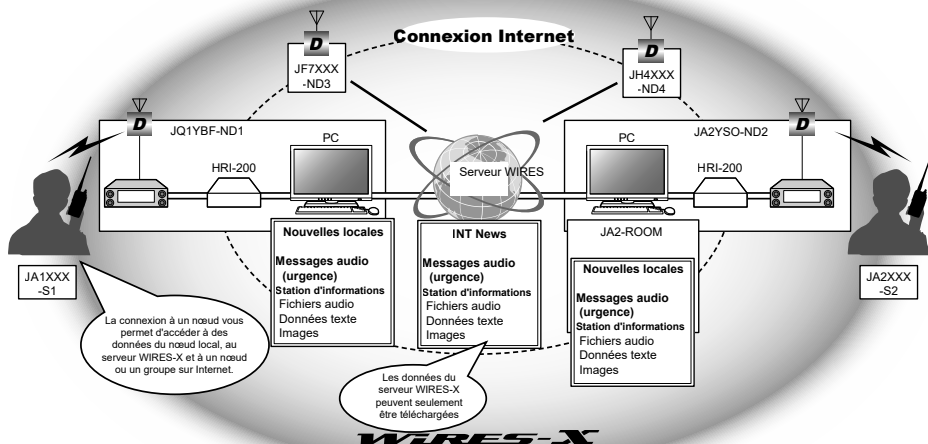 Connexion Internet
D
JF7XXX
-ND3
D
JH4XXX
-ND4
D
JQ1YBF-ND1
PC
HRI-200
Serveur WIRES
PC
JA2YSO-ND2
D
HRI-200
JA1XXX
-S1
JA2XXX
-S2
Nouvelles locales
Messages audio
(urgence)
Station d'informations
Fichiers audio
Données texte
Images
INT News
Messages audio
(urgence)
Station d'informations
Fichiers audio
Données texte
Images
JA2-ROOM
Nouvelles locales
Messages audio
(urgence)
Station d'informations
Fichiers audio
Données texte
Images
La connexion à un nœud vous
permet d'accéder à des
données du nœud local, au
serveur WIRES-X et à un nœud
ou un groupe sur Internet.
Les données du
serveur WIRES-X
peuvent seulement
être téléchargées
WiRES-X